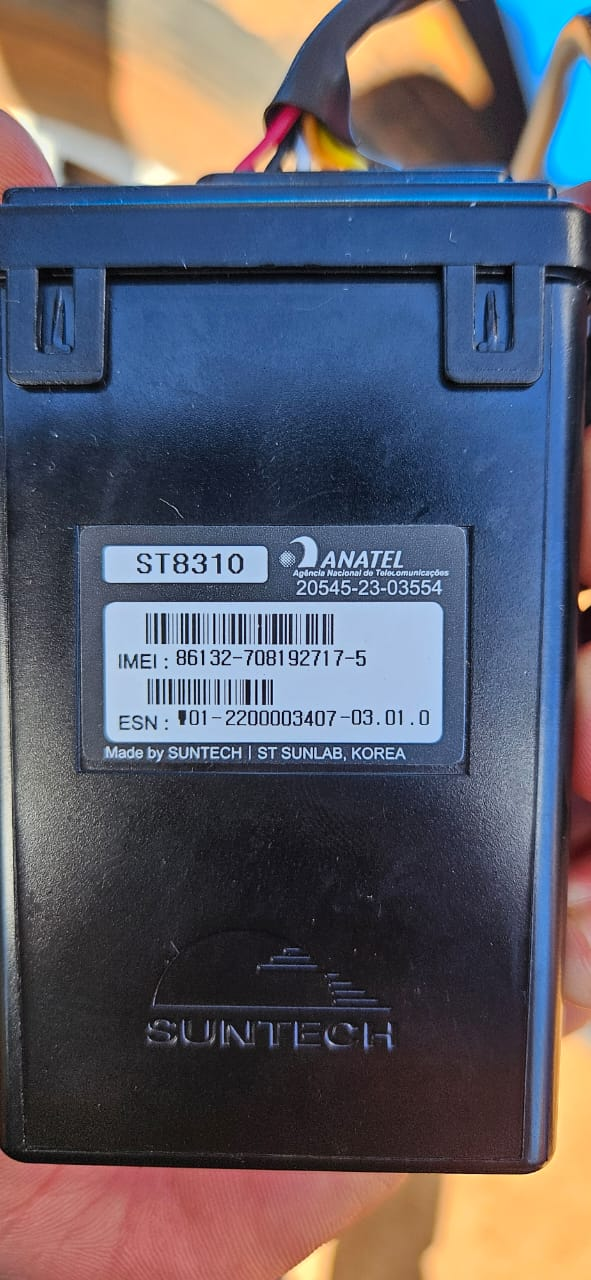 ST8310
ANATEL
Agência Nacional de Telecomunicações
20545-23-03554
IMEI : 86132-708192717-5
ESN : 01-2200003407-03.01.0
Made by SUNTECH | ST SUNLAB, KOREA
SUNTECH